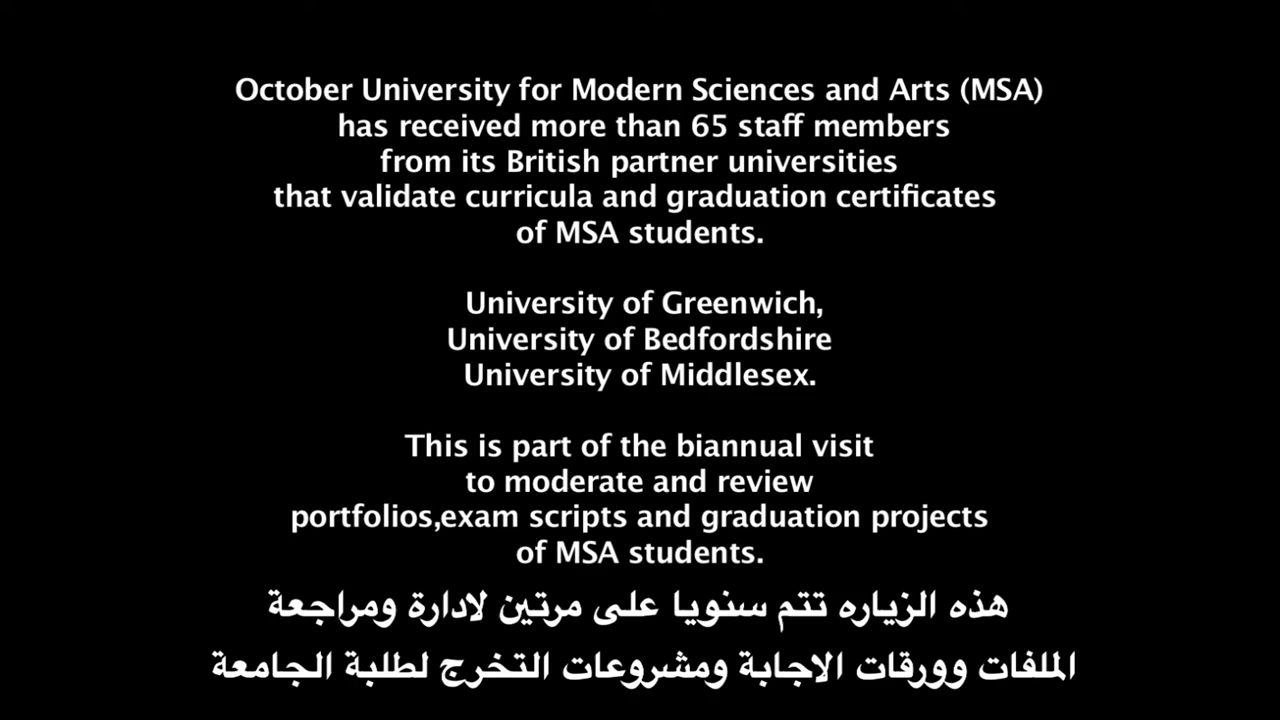 October University for Modern Sciences and Arts (MSA)
has received more than 65 staff members
from its British partner universities
that validate curricula and graduation certificates
of MSA students.
University of Greenwich,
University of Bedfordshire
University of Middlesex.
This is part of the biannual visit
to moderate and review
portfolios,exam scripts and graduation projects
of MSA students.
هذه الزياره تتم سنويا على مرتين لادارة ومراجعة
الملفات وورقات الاجابة ومشروعات التخرج لطلبة الجامعة